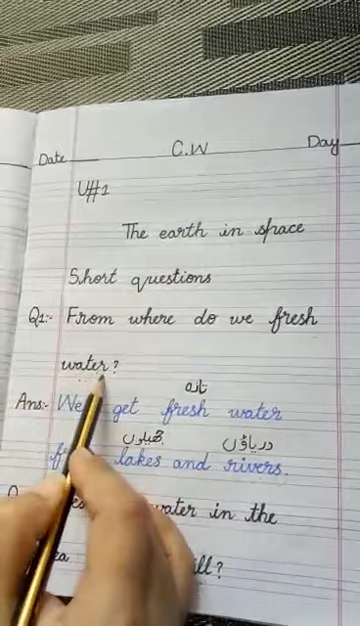 Date C.W Day
U#1
The earth in space
Short questions
Q1:- From where do we fresh
water?
تازہ
Ans:- We get fresh water
جھیلوں دریاؤں
lakes and rivers.
water in the
ll?